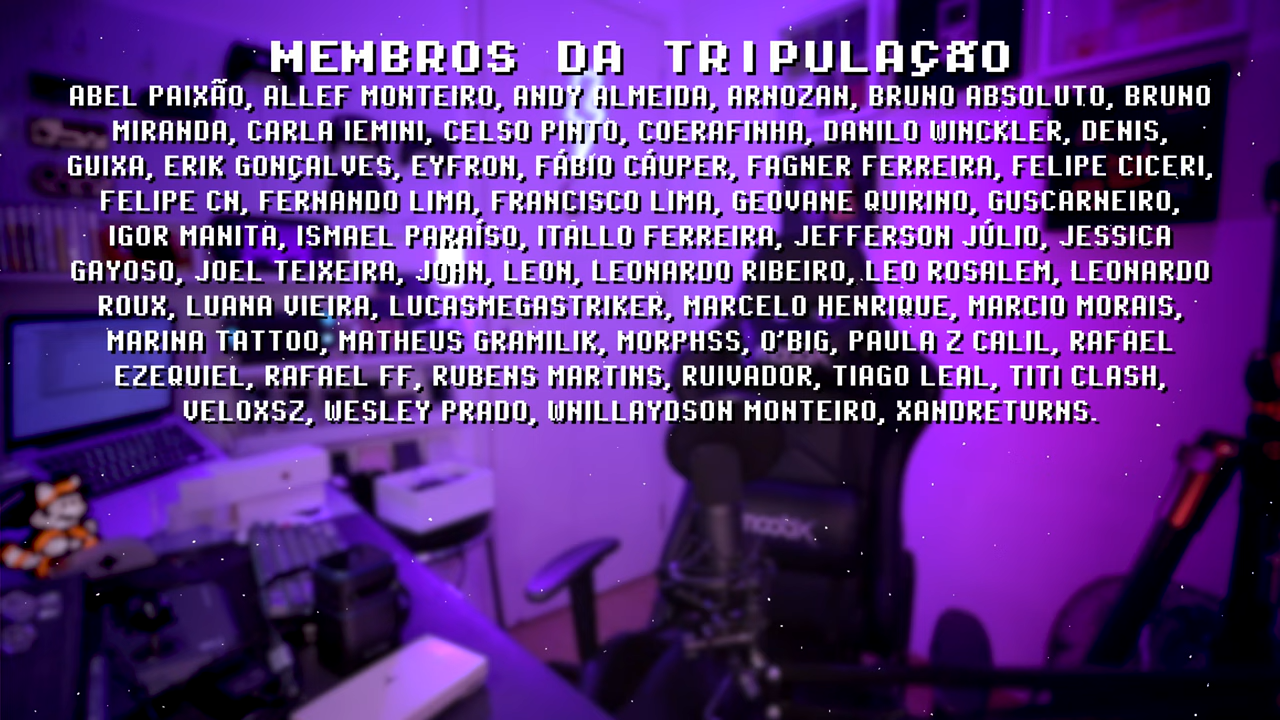 MEMBROS DA TRIPULAÇÃO
ABEL PAIXÃO, ALLEF MONTEIRO, ANDY ALMEIDA, ARNOZAN, BRUNO ABSOLUTO, BRUNO
MIRANDA, CARLA IEMINI, CELSO PINTO, COERAFINHA, DANILO WINCKLER, DENIS,
GUIXA, ERIK GONÇALVES, EYFRON, FÁBIO CÁUPER, FAGNER FERREIRA, FELIPE CICERI,
FELIPE CN, FERNANDO LIMA, FRANCISCO LIMA, GEOVANE QUIRINO, GUSCARNEIRO,
IGOR MANITA, ISMAEL PARAÍSO, ITALLO FERREIRA, JEFFERSON JÚLIO, JESSICA
GAYOSO, JOEL TEIXEIRA, JOHN, LEON, LEONARDO RIBEIRO, LEO ROSALEM, LEONARDO
ROUX, LUANA VIEIRA, LUCASMEGASTRIKER, MARCELO HENRIQUE, MARCIO MORAIS,
MARINA TATTOO, MATHEUS GRAMILIK, MORPHSS, O'BIG, PAULA Z CALIL, RAFAEL
EZEQUIEL, RAFAEL FF, RUBENS MARTINS, RUIVADOR, TIAGO LEAL, TITI CLASH,
VELOXSZ, WESLEY PRADO, WNILLAYDSON MONTEIRO, XANDRETURNS.